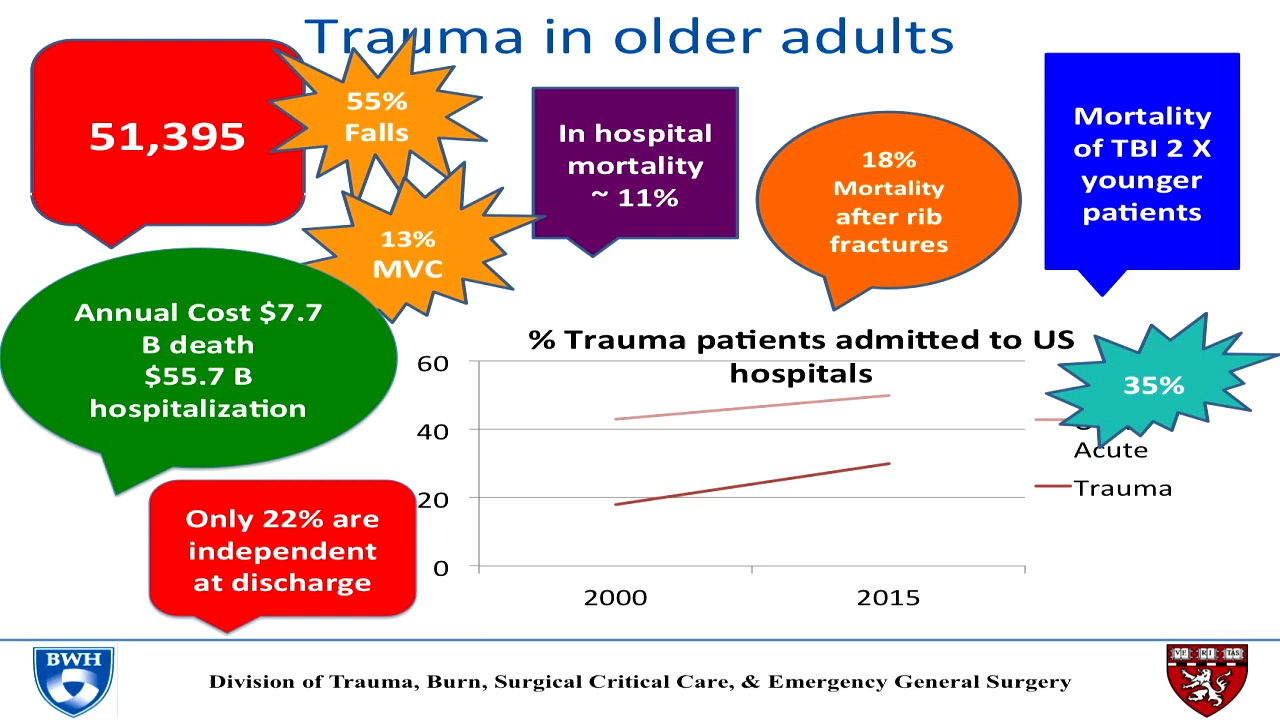 Trauma in older adults
51,395
55%
Falls
13%
MVC
In hospital
mortality
~ 11%
18%
Mortality
after rib
fractures
Mortality
of TBI 2 X
younger
patients
Annual Cost $7.7
B death
$55.7 B
hospitalization
Only 22% are
independent
at discharge
% Trauma patients admitted to US
hospitals
60
40
20
0
2000
2015
35%
Acute
Trauma
BWH
Division of Trauma, Burn, Surgical Critical Care, & Emergency General Surgery
VE RI TAS